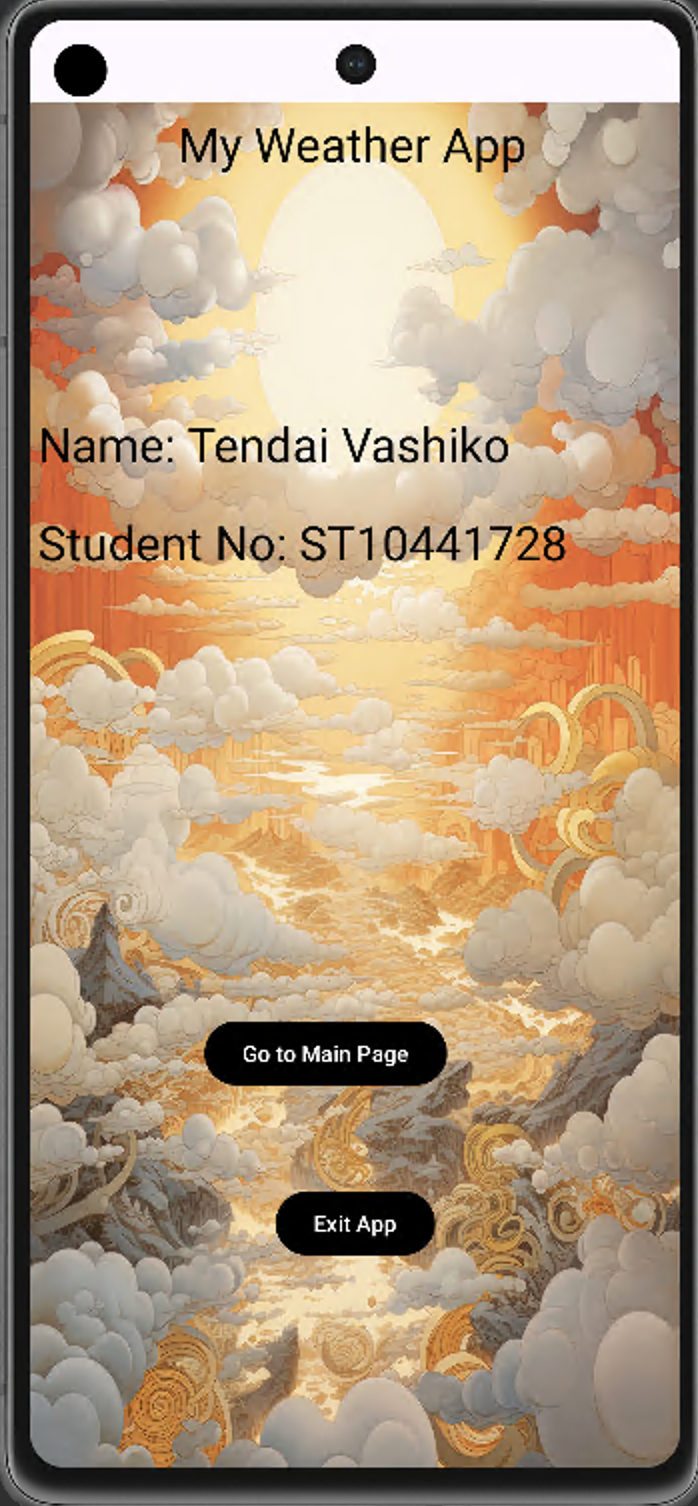 My Weather App
Name: Tendai Vashiko
Student No: ST10441728
Go to Main Page
Exit App